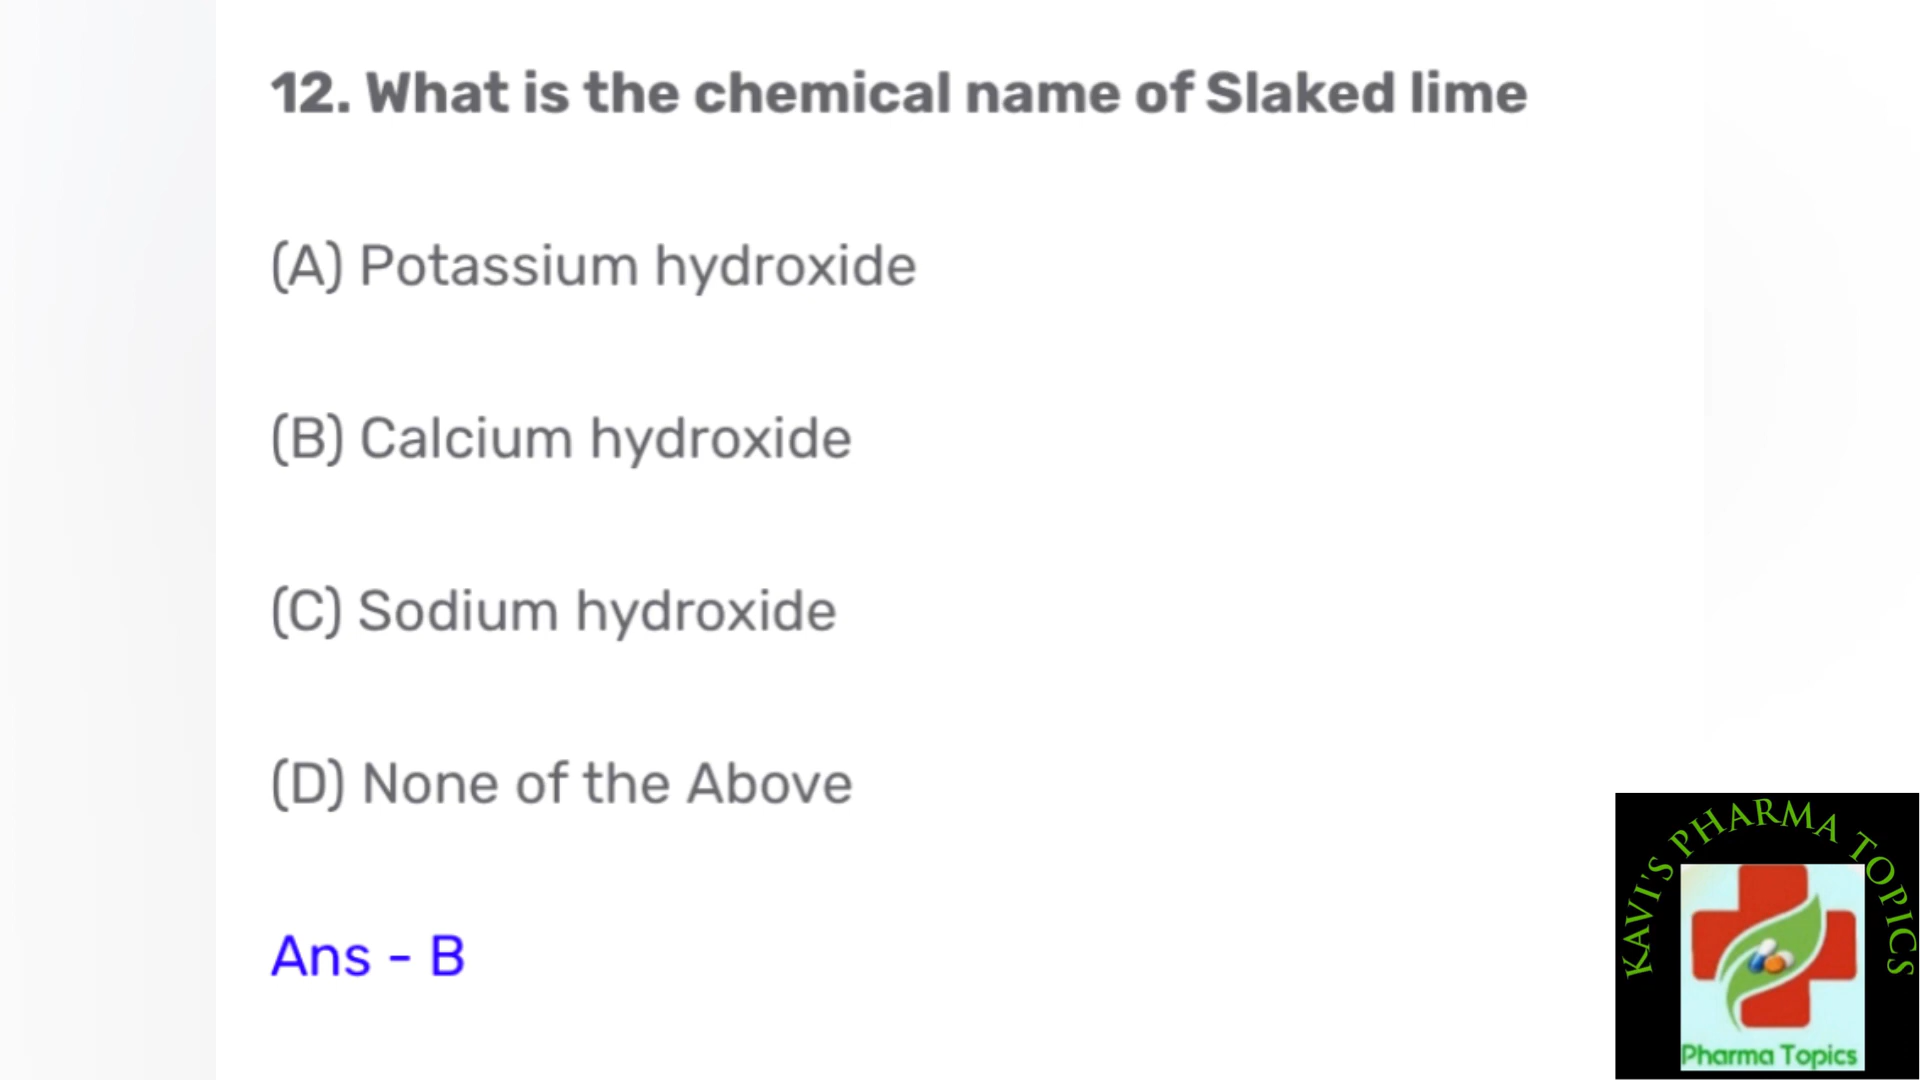 12. What is the chemical name of Slaked lime
(A) Potassium hydroxide
(B) Calcium hydroxide
(C) Sodium hydroxide
(D) None of the Above
Ans - B
KAVI'S PHARMA TOPICS
Pharma Topics